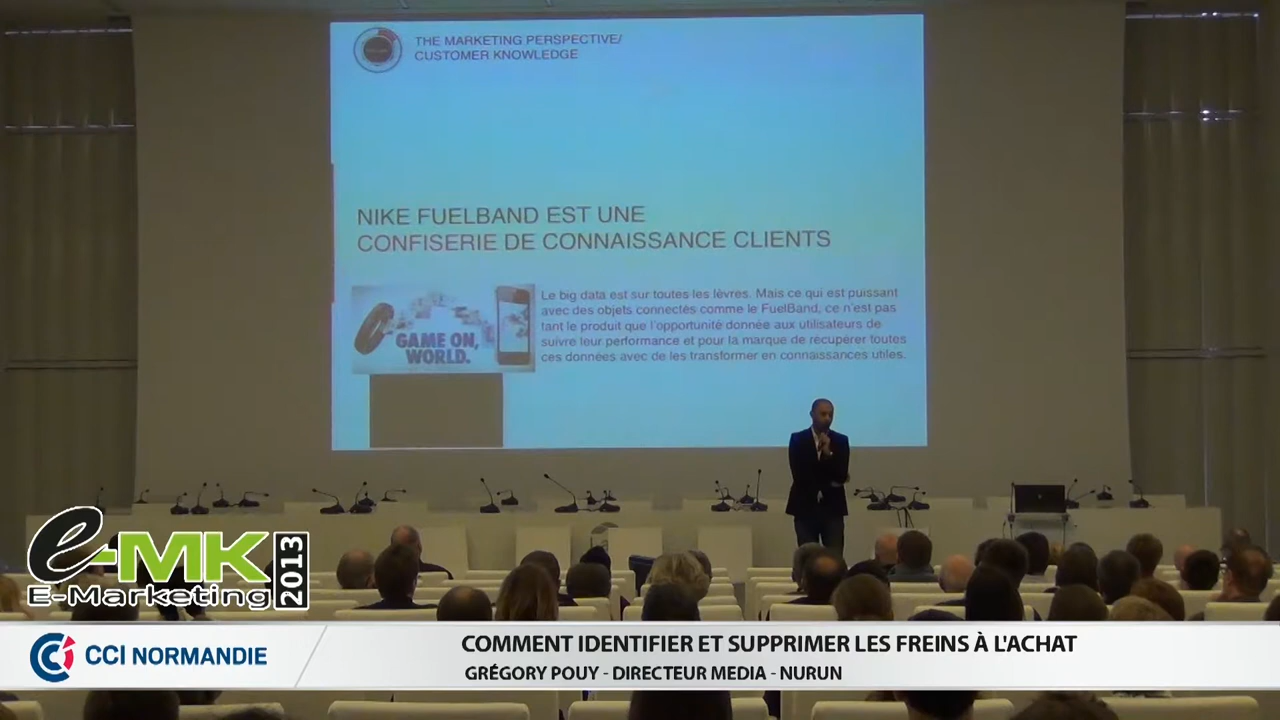 THE MARKETING PERSPECTIVE/
CUSTOMER KNOWLEDGE
NIKE FUELBAND EST UNE
CONFISERIE DE CONNAISSANCE CLIENTS
GAME ON,
WORLD.
Le big data est sur toutes les lèvres. Mais ce qui est puissant
avec des objets connectés comme le FuelBand, ce n'est pas
tant le produit que l'opportunité donnée aux utilisateurs de
suivre leur performance et pour la marque de récupérer toutes
ces données avec de les transformer en connaissances utiles.
e-MK
E-Marketing
2013
CCI NORMANDIE
COMMENT IDENTIFIER ET SUPPRIMER LES FREINS À L'ACHAT
GRÉGORY POUY - DIRECTEUR MEDIA - NURUN